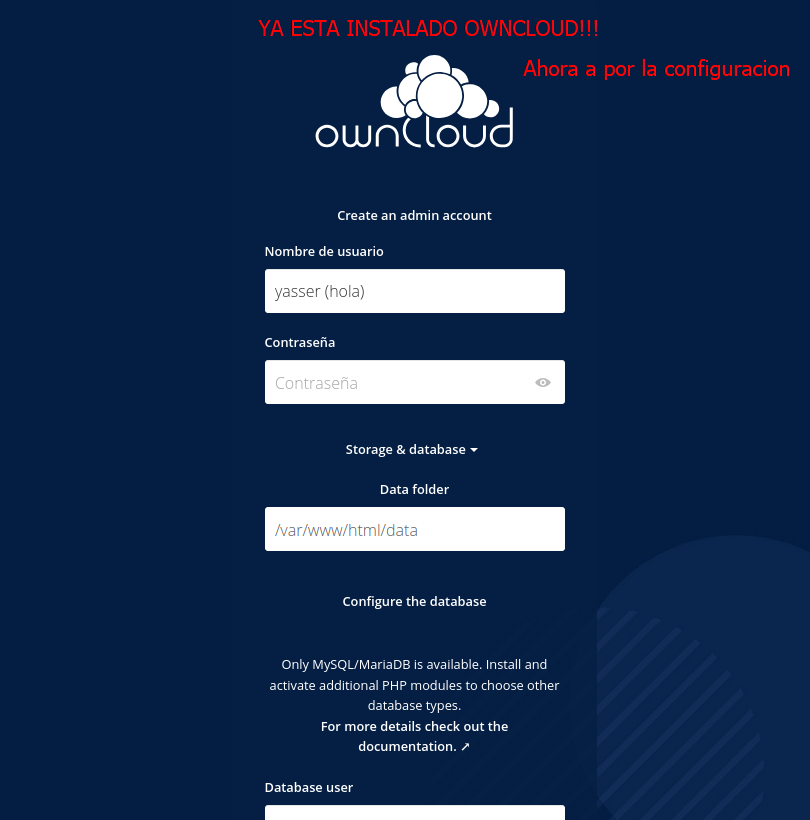 YA ESTA INSTALADO OWNCLOUD!!!
Ahora a por la configuracion
ownCloud
Create an admin account
Nombre de usuario
yasser (hola)
Contraseña
Contraseña
Storage & database
Data folder
/var/www/html/data
Configure the database
Only MySQL/MariaDB is available. Install and
activate additional PHP modules to choose other
database types.
For more details check out the
documentation. ↗
Database user